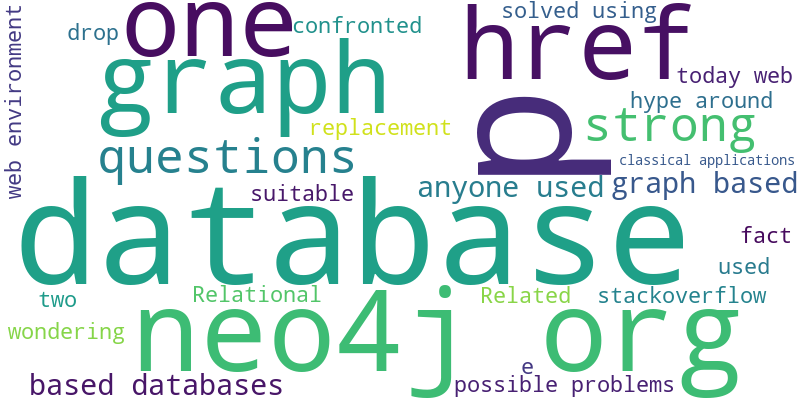 web environment
drop
one
confronted
href
solved using
today web
graph
replacement
hype around
strong
questions
p
classical applications
suitable
anyone used
graph based
database
fact
used
two
Relational
Related
stackoverflow
wondering
neo4j org
e
based databases
possible problems